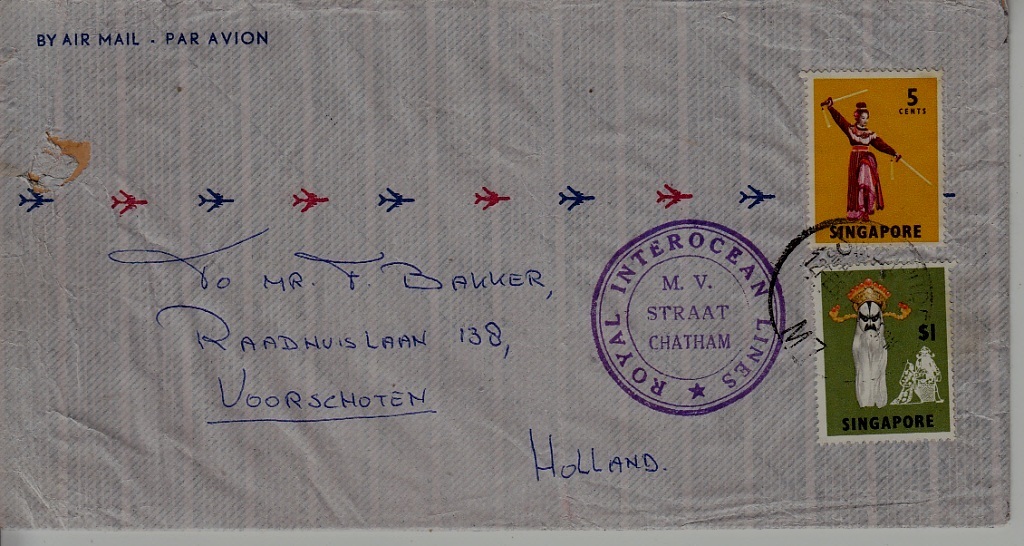 BY AIR MAIL - PAR AVION
5
CENTS
SINGAPORE
$1
SINGAPORE
ROYAL INTEROCEAN LINES
M. V.
STRAAT
CHATHAM
To MR. F. BAKKER,
RAADHUISLAAN 138,
VOORSCHOTEN
HOLLAND.